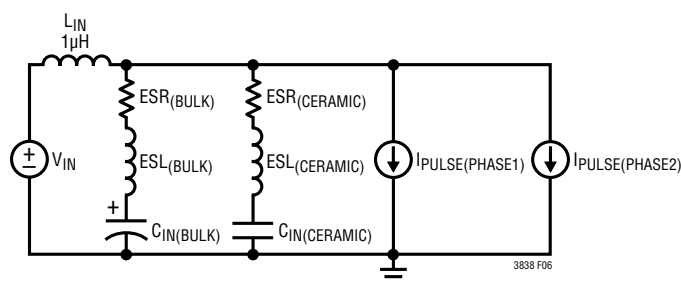 LIN
1µH
ESR(BULK)
ESR(CERAMIC)
ESL(BULK)
ESL(CERAMIC)
±
VIN
IPULSE(PHASE1)
IPULSE(PHASE2)
+
CIN(BULK)
CIN(CERAMIC)
3838 F06